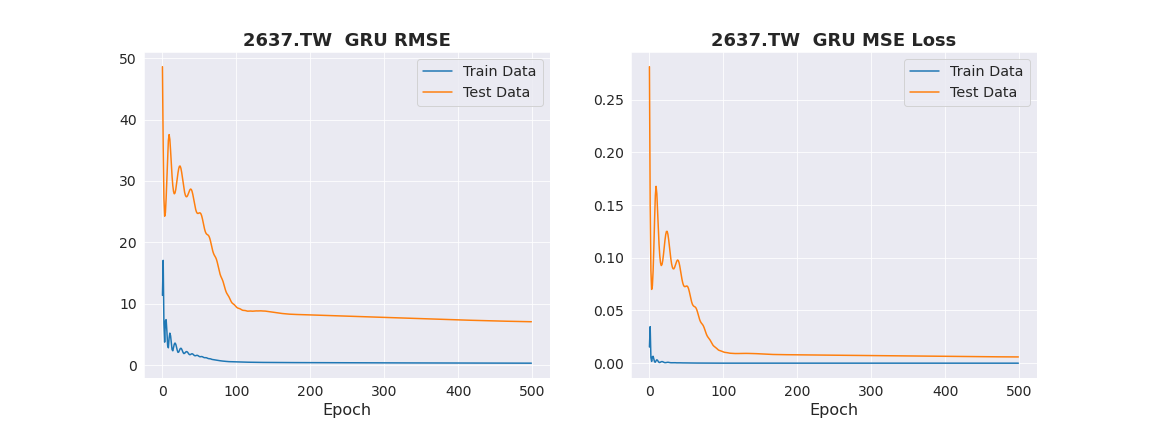 2637.TW  GRU RMSE
Train Data
Test Data
50
40
30
20
10
0
0 100 200 300 400 500
Epoch
2637.TW  GRU MSE Loss
Train Data
Test Data
0.25
0.20
0.15
0.10
0.05
0.00
0 100 200 300 400 500
Epoch